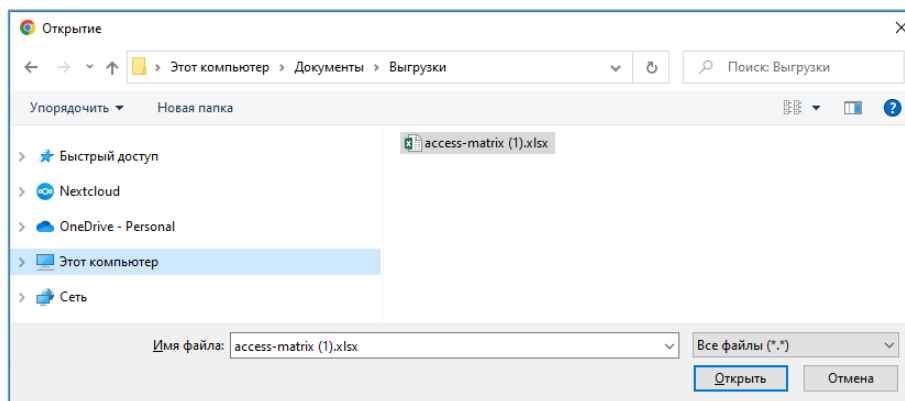 Открытие
Этот компьютер > Документы > Выгрузки
Поиск: Выгрузки
Упорядочить
Новая папка
Быстрый доступ
Nextcloud
OneDrive - Personal
Этот компьютер
Сеть
access-matrix (1).xlsx
Имя файла: access-matrix (1).xlsx
Все файлы (*.*)
Открыть
Отмена